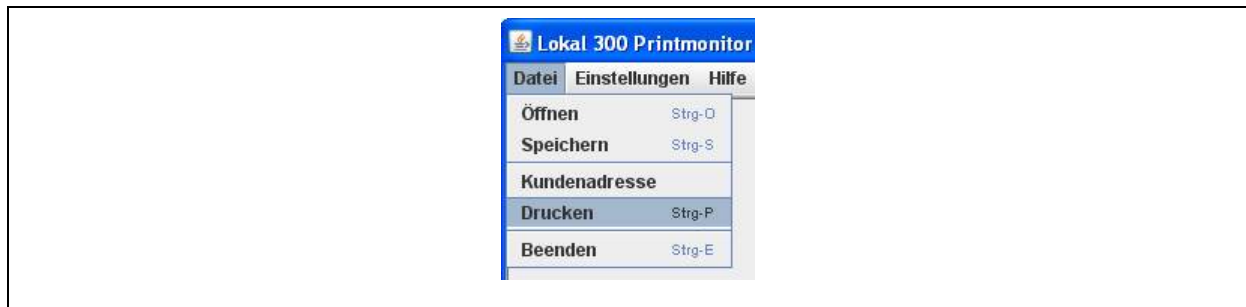 Lokal 300 Printmonitor
Datei Einstellungen Hilfe
Öffnen Strg-O
Speichern Strg-S
Kundenadresse
Drucken Strg-P
Beenden Strg-E